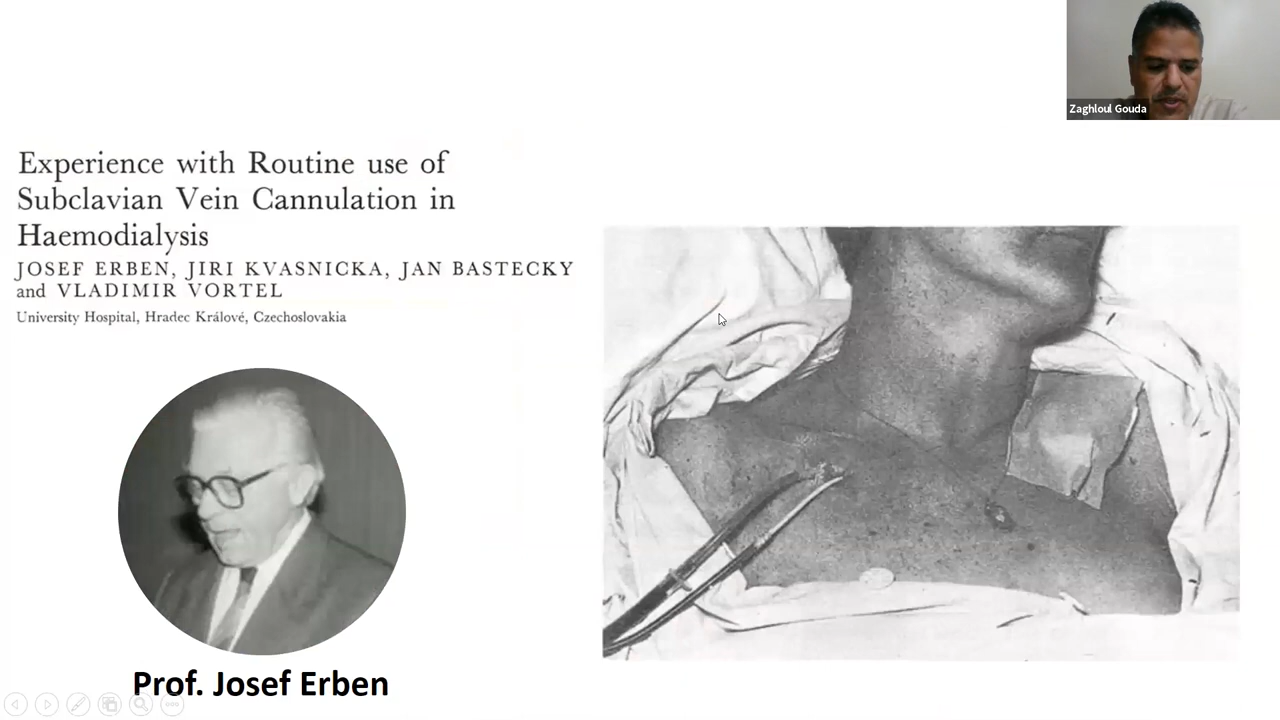 Zaghloul Gouda
Experience with Routine use of
Subclavian Vein Cannulation in
Haemodialysis
JOSEF ERBEN, JIRI KVASNICKA, JAN BASTECKY
and VLADIMIR VORTEL
University Hospital, Hradec Králové, Czechoslovakia
Prof. Josef Erben